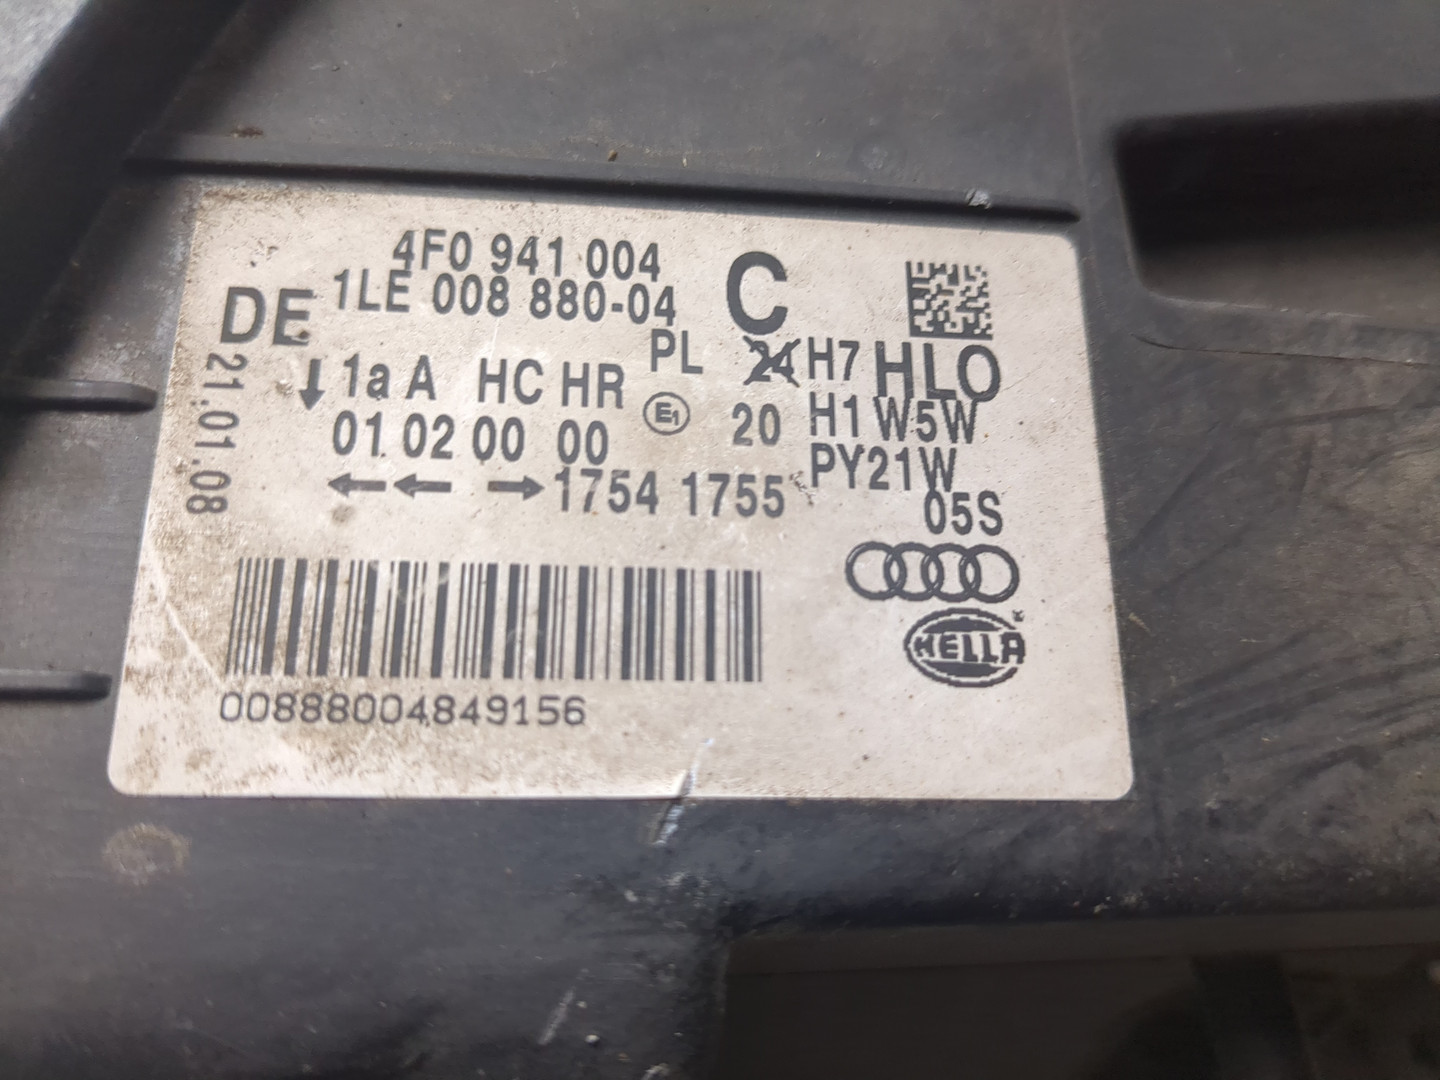 4F0 941 004 C
1LE 008 880-04
DE
PL 24 H7 HLO
↓ 1a A HC HR E1 20 H1 W5W
01 02 00 00 PY21W
← ← → 1754 1755 05S
21.01.08
HELLA
00888004849156